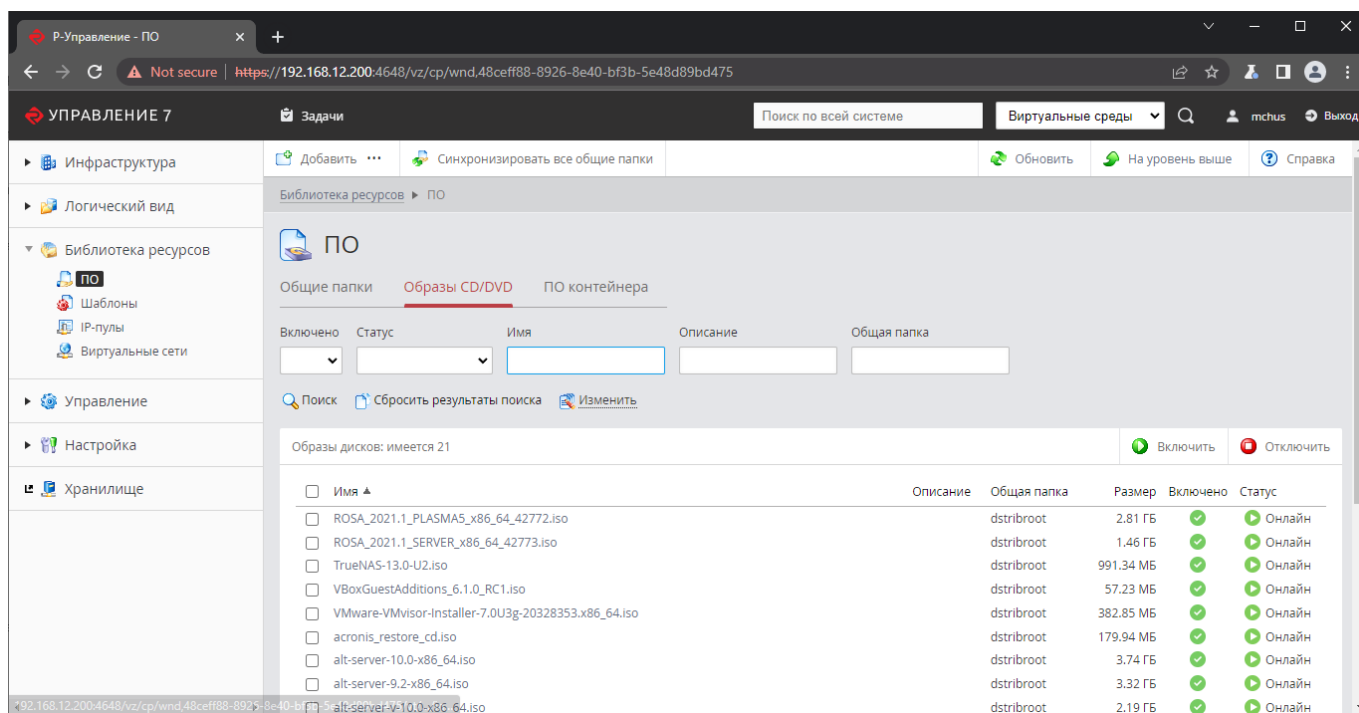 Р-Управление - ПО
Not secure | https://192.168.12.200:4648/vz/cp/wnd,48ceff88-8926-8e40-bf3b-5e48d89bd475
УПРАВЛЕНИЕ 7
Задачи
Поиск по всей системе
Виртуальные среды
mchus
Выход
Инфраструктура
Логический вид
Библиотека ресурсов
ПО
Шаблоны
IP-пулы
Виртуальные сети
Управление
Настройка
Хранилище
Добавить ••• Синхронизировать все общие папки Обновить На уровень выше Справка
Библиотека ресурсов ▸ ПО
ПО
Общие папки Образы CD/DVD ПО контейнера
Включено Статус Имя Описание Общая папка
Поиск Сбросить результаты поиска Изменить
Образы дисков: имеется 21 Включить Отключить
Имя Описание Общая папка Размер Включено Статус
ROSA_2021.1_PLASMA5_x86_64_42772.iso dstribroot 2.81 ГБ Онлайн
ROSA_2021.1_SERVER_x86_64_42773.iso dstribroot 1.46 ГБ Онлайн
TrueNAS-13.0-U2.iso dstribroot 991.34 МБ Онлайн
VBoxGuestAdditions_6.1.0_RC1.iso dstribroot 57.23 МБ Онлайн
VMware-VMvisor-Installer-7.0U3g-20328353.x86_64.iso dstribroot 382.85 МБ Онлайн
acronis_restore_cd.iso dstribroot 179.94 МБ Онлайн
alt-server-10.0-x86_64.iso dstribroot 3.74 ГБ Онлайн
alt-server-9.2-x86_64.iso dstribroot 3.32 ГБ Онлайн
alt-server-v-10.0-x86_64.iso dstribroot 2.19 ГБ Онлайн